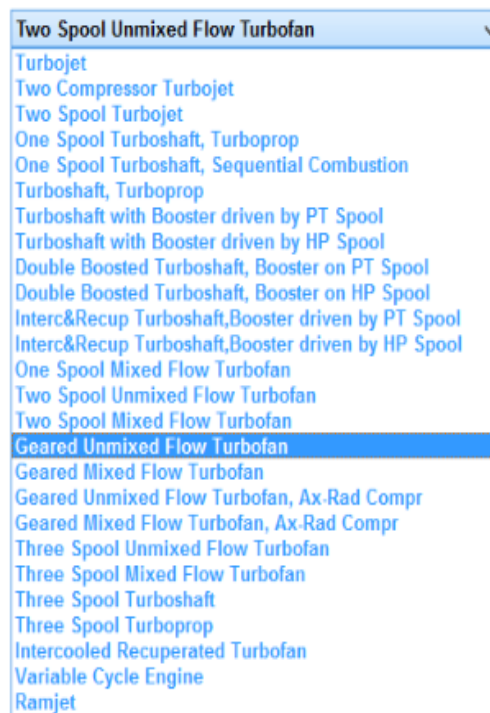 Two Spool Unmixed Flow Turbofan
Turbojet
Two Compressor Turbojet
Two Spool Turbojet
One Spool Turboshaft, Turboprop
One Spool Turboshaft, Sequential Combustion
Turboshaft, Turboprop
Turboshaft with Booster driven by PT Spool
Turboshaft with Booster driven by HP Spool
Double Boosted Turboshaft, Booster on PT Spool
Double Boosted Turboshaft, Booster on HP Spool
Interc&Recup Turboshaft,Booster driven by PT Spool
Interc&Recup Turboshaft,Booster driven by HP Spool
One Spool Mixed Flow Turbofan
Two Spool Unmixed Flow Turbofan
Two Spool Mixed Flow Turbofan
Geared Unmixed Flow Turbofan
Geared Mixed Flow Turbofan
Geared Unmixed Flow Turbofan, Ax-Rad Compr
Geared Mixed Flow Turbofan, Ax-Rad Compr
Three Spool Unmixed Flow Turbofan
Three Spool Mixed Flow Turbofan
Three Spool Turboshaft
Three Spool Turboprop
Intercooled Recuperated Turbofan
Variable Cycle Engine
Ramjet